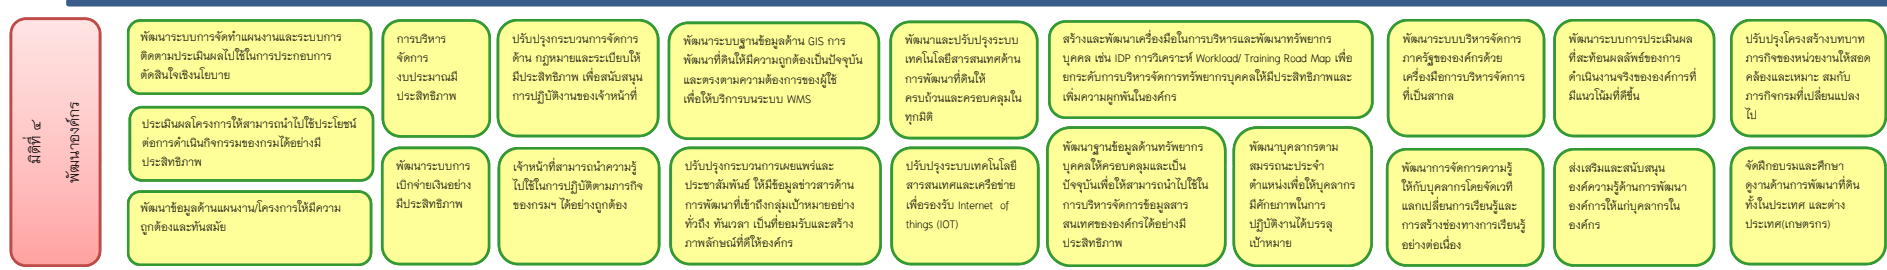 มิติที่ ๔
พัฒนาองค์กร
พัฒนาระบบการจัดทำแผนงานและระบบการ
ติดตามประเมินผลไปใช้ในการประกอบการ
ตัดสินใจเชิงนโยบาย
ประเมินผลโครงการให้สามารถนำไปใช้ประโยชน์
ต่อการดำเนินกิจกรรมของกรมได้อย่างมี
ประสิทธิภาพ
พัฒนาข้อมูลด้านแผนงาน/โครงการให้มีความ
ถูกต้องและทันสมัย
การบริหาร
จัดการ
งบประมาณมี
ประสิทธิภาพ
พัฒนาระบบการ
เบิกจ่ายเงินอย่าง
มีประสิทธิภาพ
ปรับปรุงกระบวนการจัดการ
ด้าน กฎหมายและระเบียบให้
มีประสิทธิภาพ เพื่อสนับสนุน
การปฏิบัติงานของเจ้าหน้าที่
เจ้าหน้าที่สามารถนำความรู้
ไปใช้ในการปฏิบัติตามภารกิจ
ของกรมฯ ได้อย่างถูกต้อง
พัฒนาระบบฐานข้อมูลด้าน GIS การ
พัฒนาที่ดินให้มีความถูกต้องเป็นปัจจุบัน
และตรงตามความต้องการของผู้ใช้
เพื่อให้บริการบนระบบ WMS
ปรับปรุงกระบวนการเผยแพร่และ
ประชาสัมพันธ์ ให้มีข้อมูลข่าวสารด้าน
การพัฒนาที่เข้าถึงกลุ่มเป้าหมายอย่าง
ทั่วถึง ทันเวลา เป็นที่ยอมรับและสร้าง
ภาพลักษณ์ที่ดีให้องค์กร
พัฒนาและปรับปรุงระบบ
เทคโนโลยีสารสนเทศด้าน
การพัฒนาที่ดินให้
ครบถ้วนและครอบคลุมใน
ทุกมิติ
ปรับปรุงระบบเทคโนโลยี
สารสนเทศและเครือข่าย
เพื่อรองรับ Internet of
things (IOT)
สร้างและพัฒนาเครื่องมือในการบริหารและพัฒนาทรัพยากร
บุคคล เช่น IDP การวิเคราะห์ Workload/ Training Road Map เพื่อ
ยกระดับการบริหารจัดการทรัพยากรบุคคลให้มีประสิทธิภาพและ
เพิ่มความผูกพันในองค์กร
พัฒนาฐานข้อมูลด้านทรัพยากร
บุคคลให้ครอบคลุมและเป็น
ปัจจุบันเพื่อให้สามารถนำไปใช้ใน
การบริหารจัดการข้อมูลสาร
สนเทศขององค์กรได้อย่างมี
ประสิทธิภาพ
พัฒนาบุคลากรตาม
สมรรถนะประจำ
ตำแหน่งเพื่อให้บุคลากร
มีศักยภาพในการ
ปฏิบัติงานได้บรรลุ
เป้าหมาย
พัฒนาระบบบริหารจัดการ
ภาครัฐขององค์กรด้วย
เครื่องมือการบริหารจัดการ
ที่เป็นสากล
พัฒนาการจัดการความรู้
ให้กับบุคลากรโดยจัดเวที
แลกเปลี่ยนการเรียนรู้และ
การสร้างช่องทางการเรียนรู้
อย่างต่อเนื่อง
พัฒนาระบบการประเมินผล
ที่สะท้อนผลลัพธ์ของการ
ดำเนินงานจริงขององค์กรที่
มีแนวโน้มที่ดีขึ้น
ส่งเสริมและสนับสนุน
องค์ความรู้ด้านการพัฒนา
องค์การให้แก่บุคลากรใน
องค์กร
ปรับปรุงโครงสร้างบทบาท
ภารกิจของหน่วยงานให้สอด
คล้องและเหมาะ สมกับ
ภารกิจกรมที่เปลี่ยนแปลง
ไป
จัดฝึกอบรมและศึกษา
ดูงานด้านการพัฒนาที่ดิน
ทั้งในประเทศ และต่าง
ประเทศ(เกษตรกร)